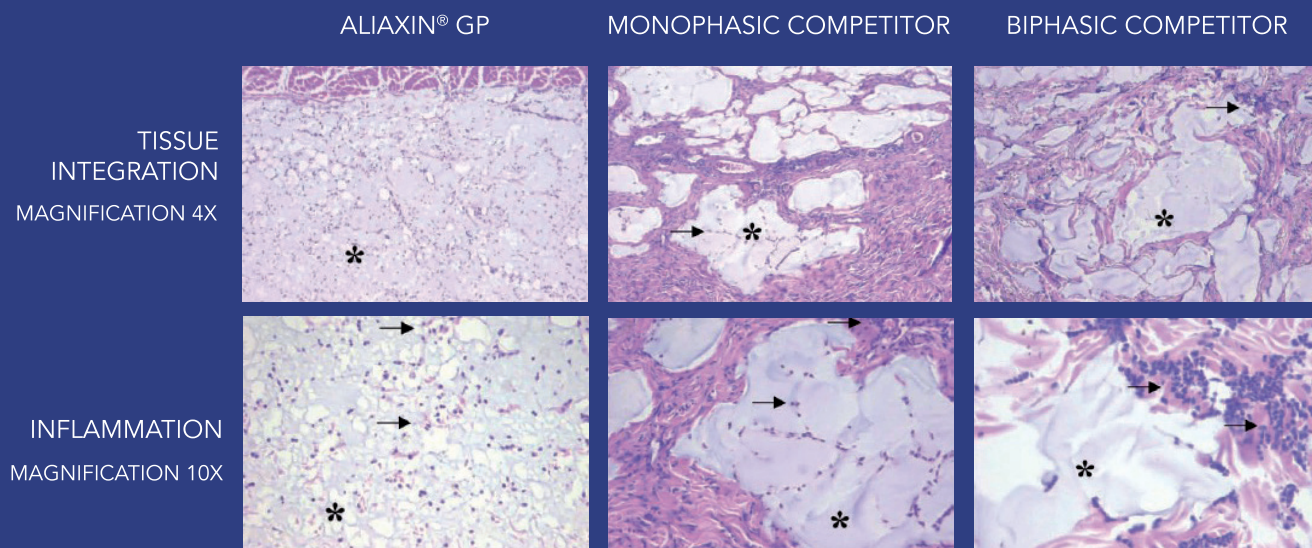 ALIAXIN® GP
MONOPHASIC COMPETITOR
BIPHASIC COMPETITOR
TISSUE
INTEGRATION
MAGNIFICATION 4X
*
*
*
INFLAMMATION
MAGNIFICATION 10X
*
*
*